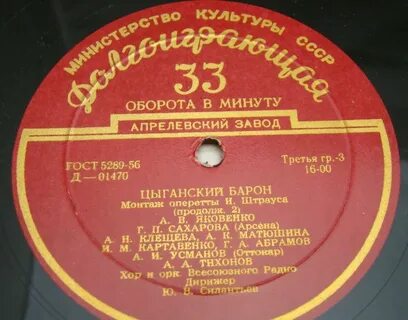 МИНИСТЕРСТВО КУЛЬТУРЫ СССР
Долгоиграющая
33
ОБОРОТА В МИНУТУ
АПРЕЛЕВСКИЙ ЗАВОД
ГОСТ 5289-56
Д—01470
Третья гр.-3
16-00
ЦЫГАНСКИЙ БАРОН
Монтаж оперетты И. Штрауса
(продолж. 2)
А. В. ЯКОВЕНКО
Г. П. САХАРОВА (Арсена)
А. Н. КЛЕЩЕВА, А. К. МАТЮШИНА
И. М. КАРТАВЕНКО, Г. А. АБРАМОВ
А. И. УСМАНОВ (Оттокар)
А. А. ТИХОНОВ
Хор и орк. Всесоюзного Радио
Дирижер
Ю. В. Силантьев